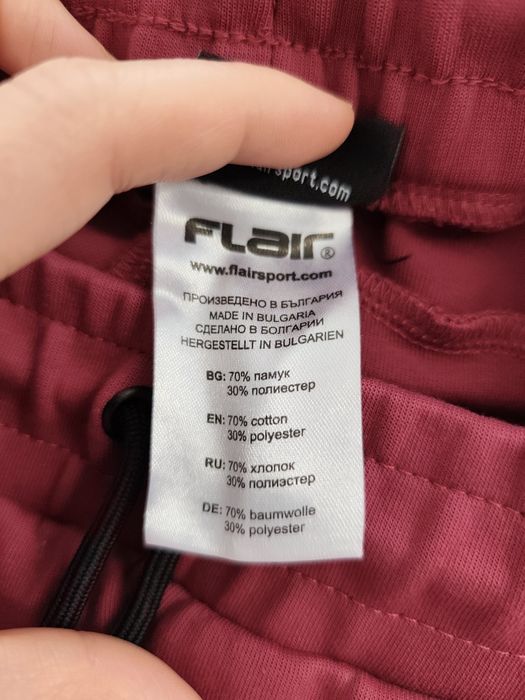 sport.com
FLaIr®
www.flairsport.com
ПРОИЗВЕДЕНО В БЪЛГАРИЯ
MADE IN BULGARIA
СДЕЛАНО В БОЛГАРИИ
HERGESTELLT IN BULGARIEN
BG: 70% памук
30% полиестер
EN: 70% cotton
30% polyester
RU: 70% хлопок
30% полиэстер
DE: 70% baumwolle
30% polyester